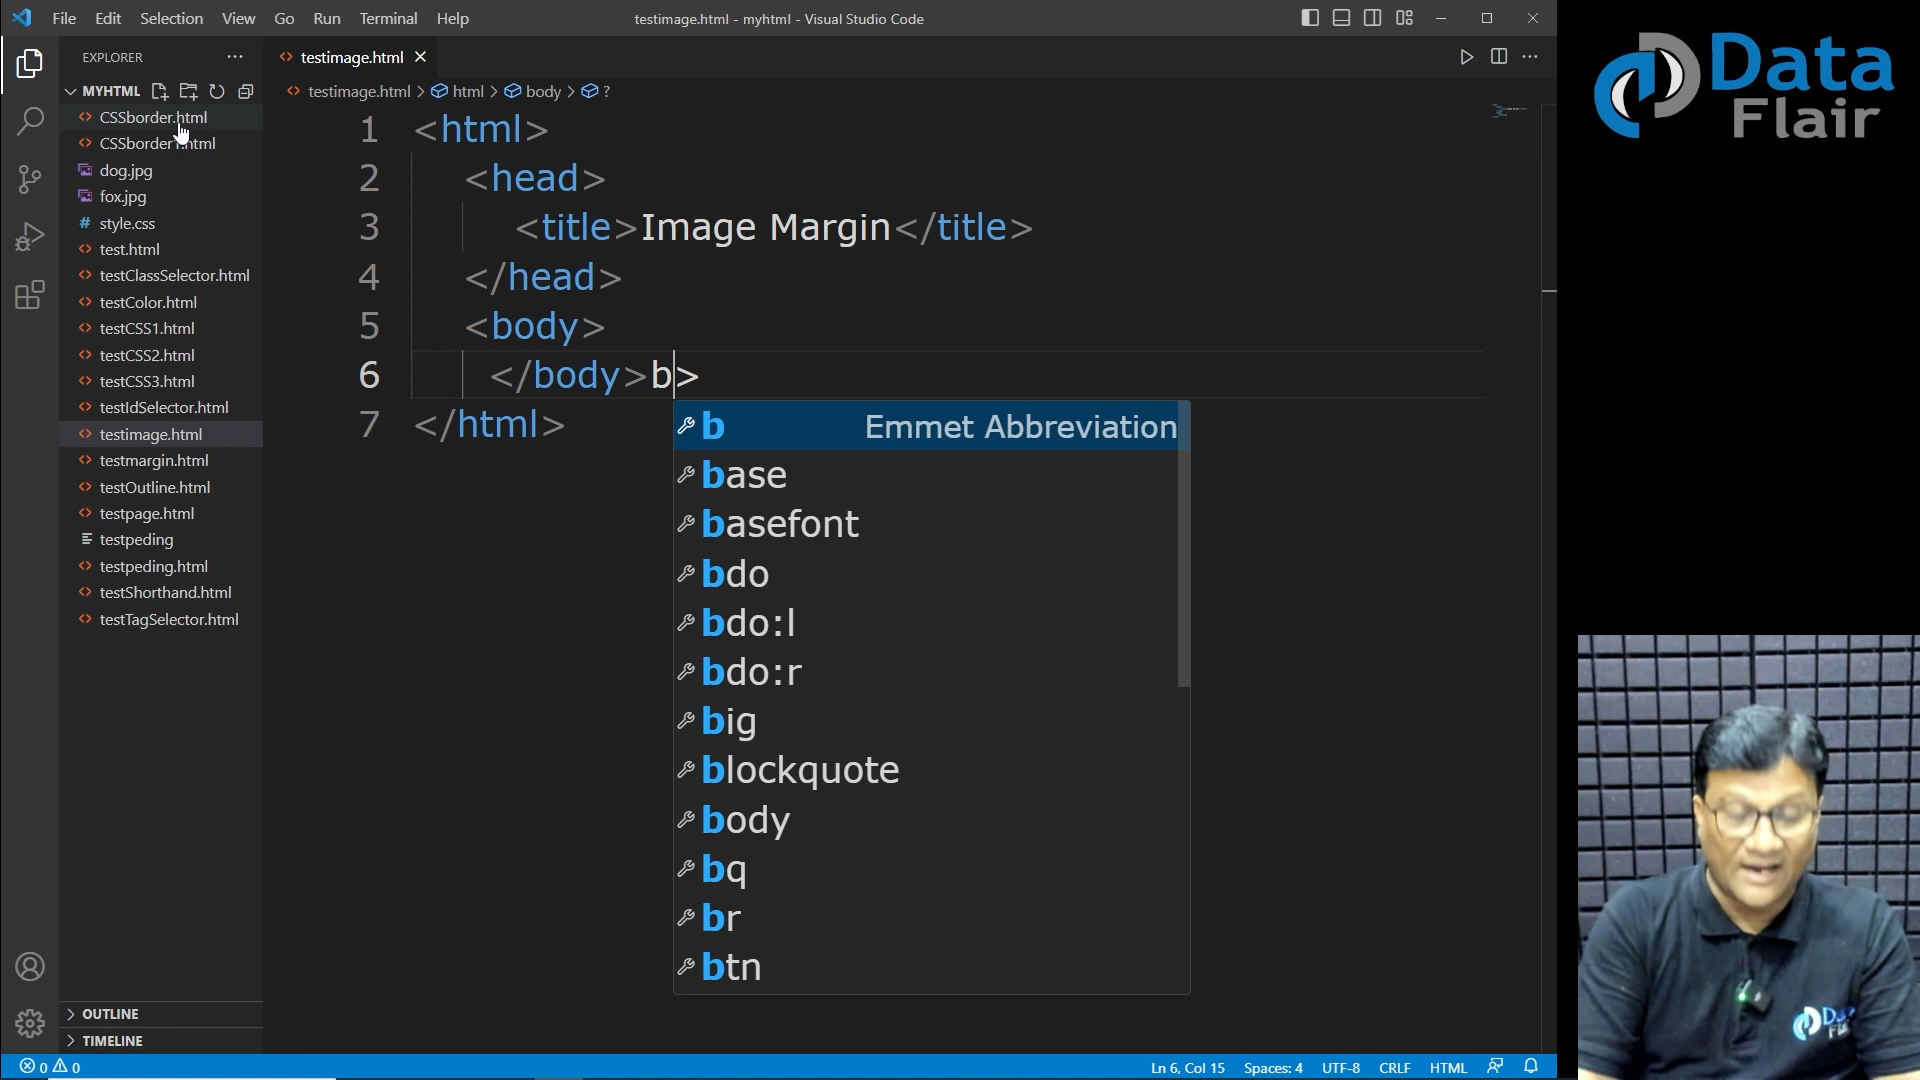 File Edit Selection View Go Run Terminal Help
testimage.html - myhtml - Visual Studio Code
EXPLORER
MYHTML
CSSborder.html
CSSborder1.html
dog.jpg
fox.jpg
# style.css
test.html
testClassSelector.html
testColor.html
testCSS1.html
testCSS2.html
testCSS3.html
testIdSelector.html
testimage.html
testmargin.html
testOutline.html
testpage.html
testpeding
testpeding.html
testShorthand.html
testTagSelector.html
OUTLINE
TIMELINE
testimage.html
testimage.html > html > body > ?
1 <html>
2 <head>
3 <title>Image Margin</title>
4 </head>
5 <body>
6 </body>b>
7 </html>
b Emmet Abbreviation
base
basefont
bdo
bdo:l
bdo:r
big
blockquote
body
bq
br
btn
0 0
Ln 6, Col 15 Spaces: 4 UTF-8 CRLF HTML
Data
Flair